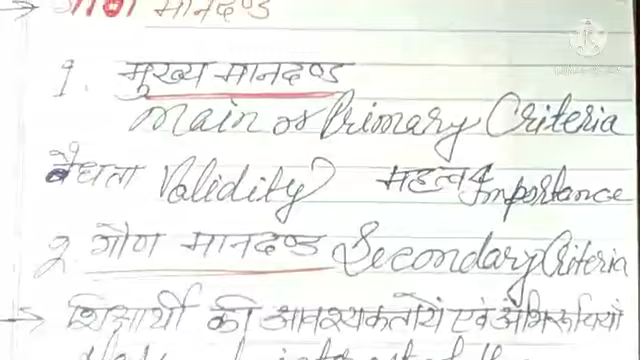 → गौण मानदण्ड
1. मुख्य मानदण्ड
Main or Primary Criteria
वैधता Validity महत्व Importance
2. गौण मानदण्ड Secondary Criteria
→ शिक्षार्थी की आवश्यकतायें एवं अभिरूचियाँ